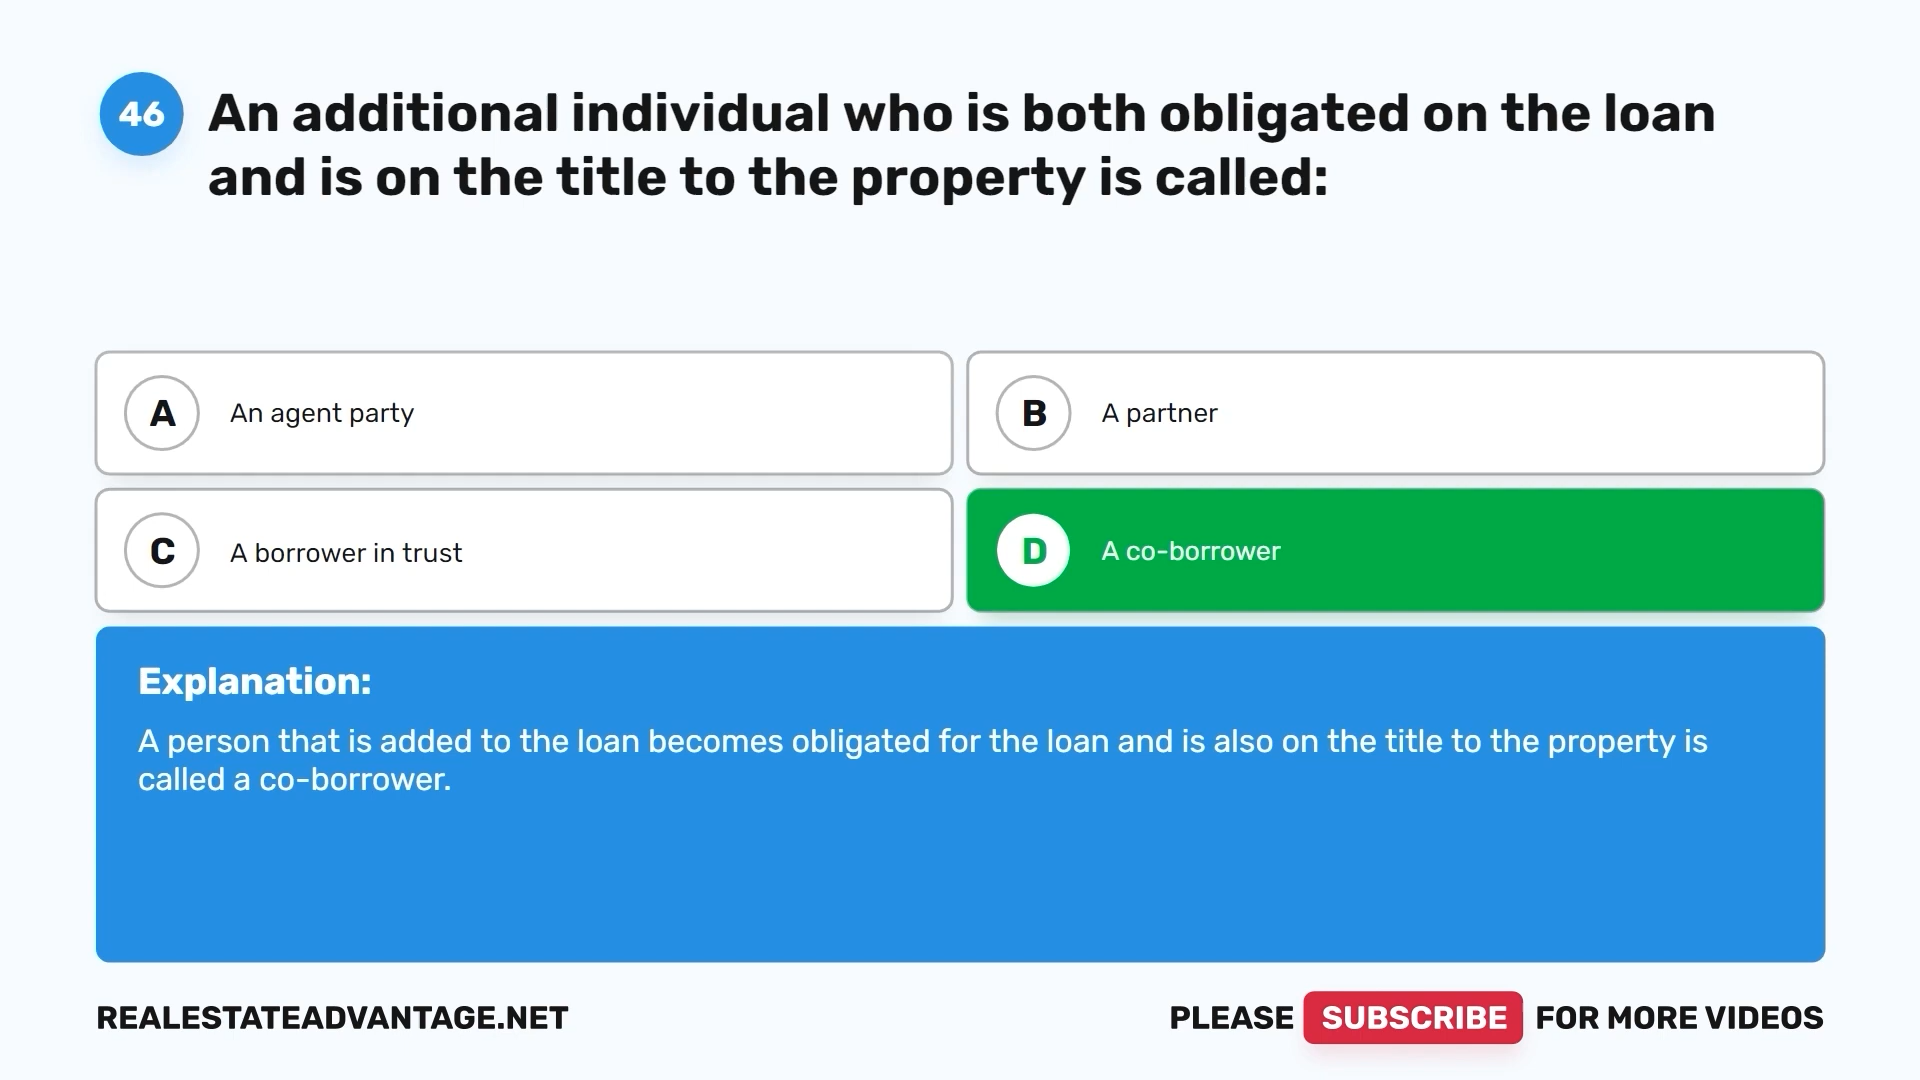 46
An additional individual who is both obligated on the loan
and is on the title to the property is called:
A An agent party
B A partner
C A borrower in trust
D A co-borrower
Explanation:
A person that is added to the loan becomes obligated for the loan and is also on the title to the property is
called a co-borrower.
REALESTATEADVANTAGE.NET
PLEASE SUBSCRIBE FOR MORE VIDEOS